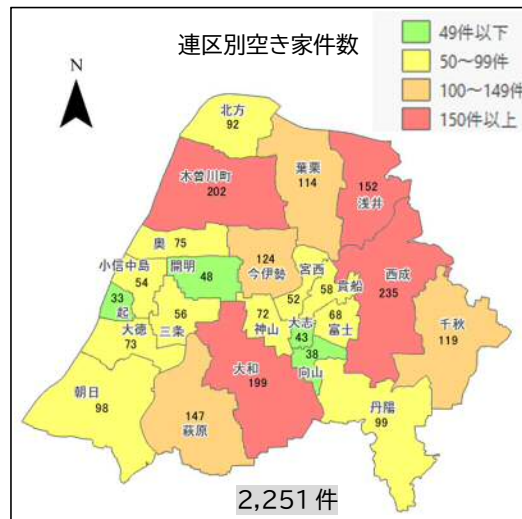 連区別空き家件数
49件以下
50～99件
100～149件
150件以上
N
北方
92
木曽川町
202
葉栗
114
152
浅井
奥 75
小信中島
54
開明
48
124
今伊勢
宮西
52
貴船
58
西成
235
33
起
大徳
73
56
三条
72
神山
大志
43
68
富士
千秋
119
38
向山
大和
199
朝日
98
147
萩原
丹陽
99
2,251 件